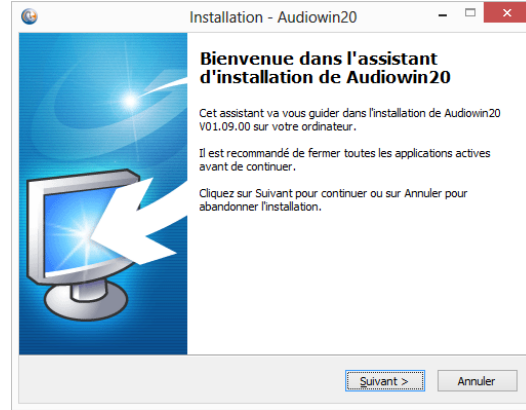 Installation - Audiowin20
Bienvenue dans l'assistant
d'installation de Audiowin20
Cet assistant va vous guider dans l'installation de Audiowin20
V01.09.00 sur votre ordinateur.
Il est recommandé de fermer toutes les applications actives
avant de continuer.
Cliquez sur Suivant pour continuer ou sur Annuler pour
abandonner l'installation.
Suivant > Annuler